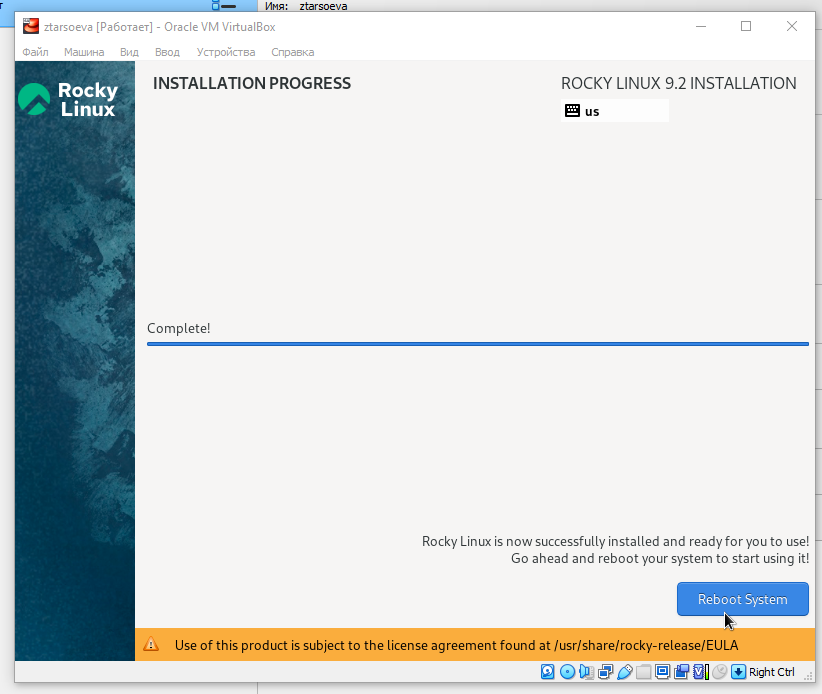 Имя: ztarsoeva
ztarsoeva [Работает] - Oracle VM VirtualBox
Файл Машина Вид Ввод Устройства Справка
Rocky
Linux
INSTALLATION PROGRESS
ROCKY LINUX 9.2 INSTALLATION
us
Complete!
Rocky Linux is now successfully installed and ready for you to use!
Go ahead and reboot your system to start using it!
Reboot System
Use of this product is subject to the license agreement found at /usr/share/rocky-release/EULA
Right Ctrl